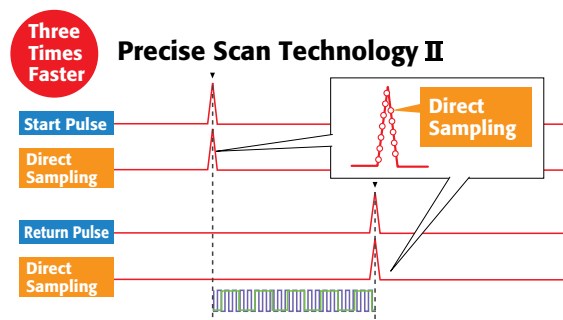 Three
Times
Faster
Precise Scan Technology II
Start Pulse
Direct
Sampling
Direct
Sampling
Return Pulse
Direct
Sampling